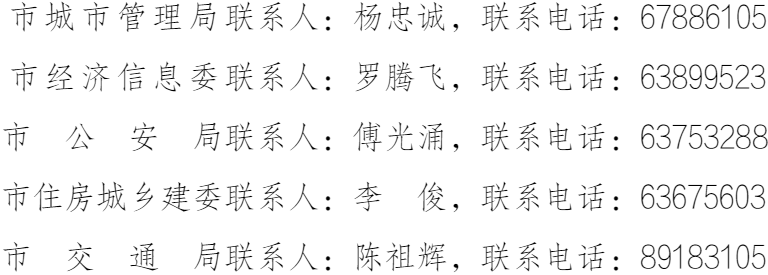 市城市管理局联系人：杨忠诚，联系电话：67886105
市经济信息委联系人：罗腾飞，联系电话：63899523
市公安局联系人：傅光涌，联系电话：63753288
市住房城乡建委联系人：李俊，联系电话：63675603
市交通局联系人：陈祖辉，联系电话：89183105